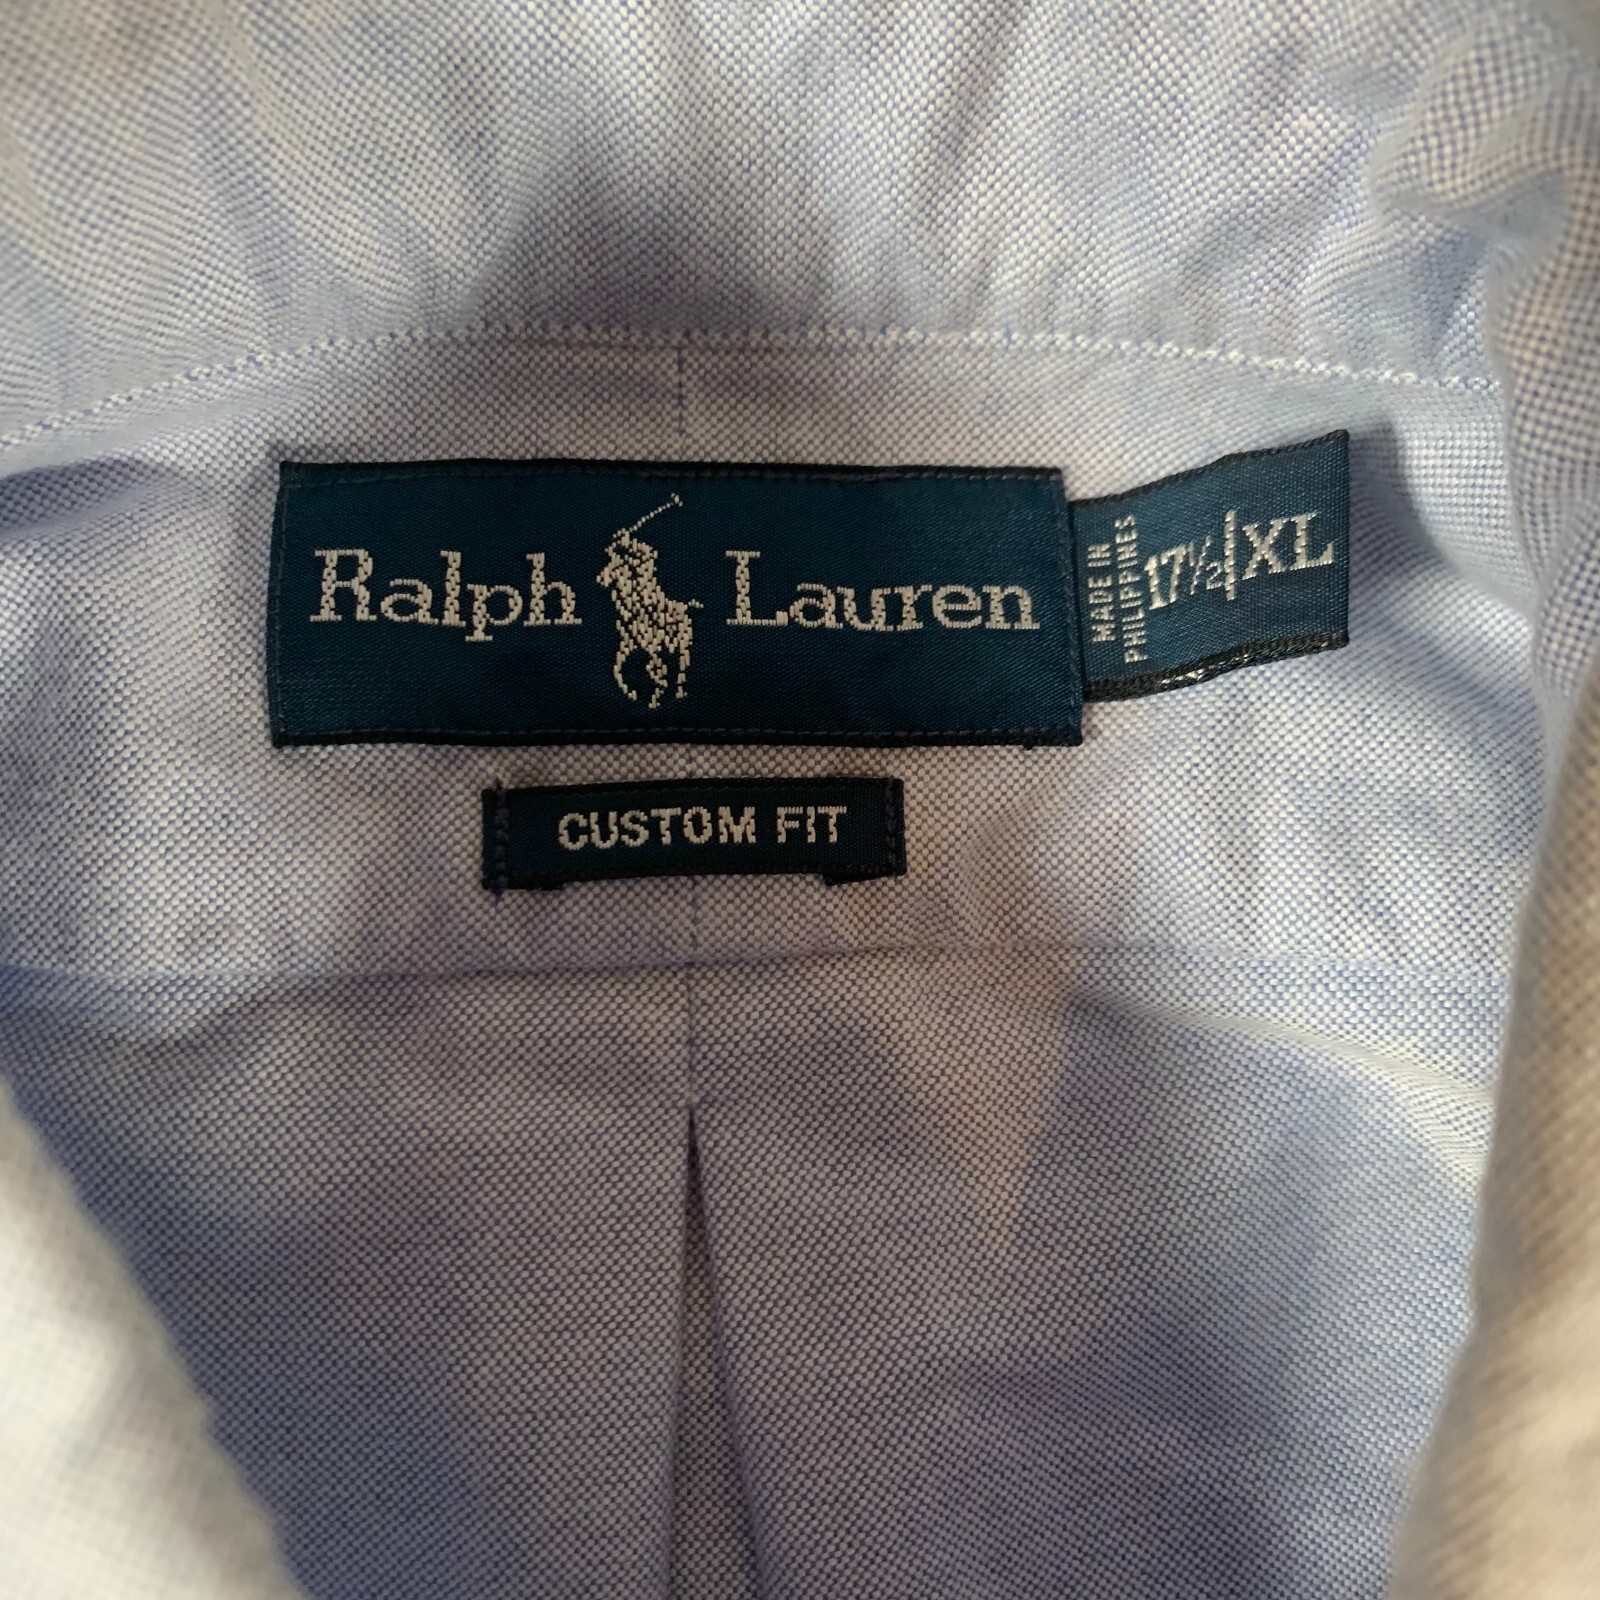 Ralph Lauren
MADE IN
PHILIPPINES
17½|XL
CUSTOM FIT